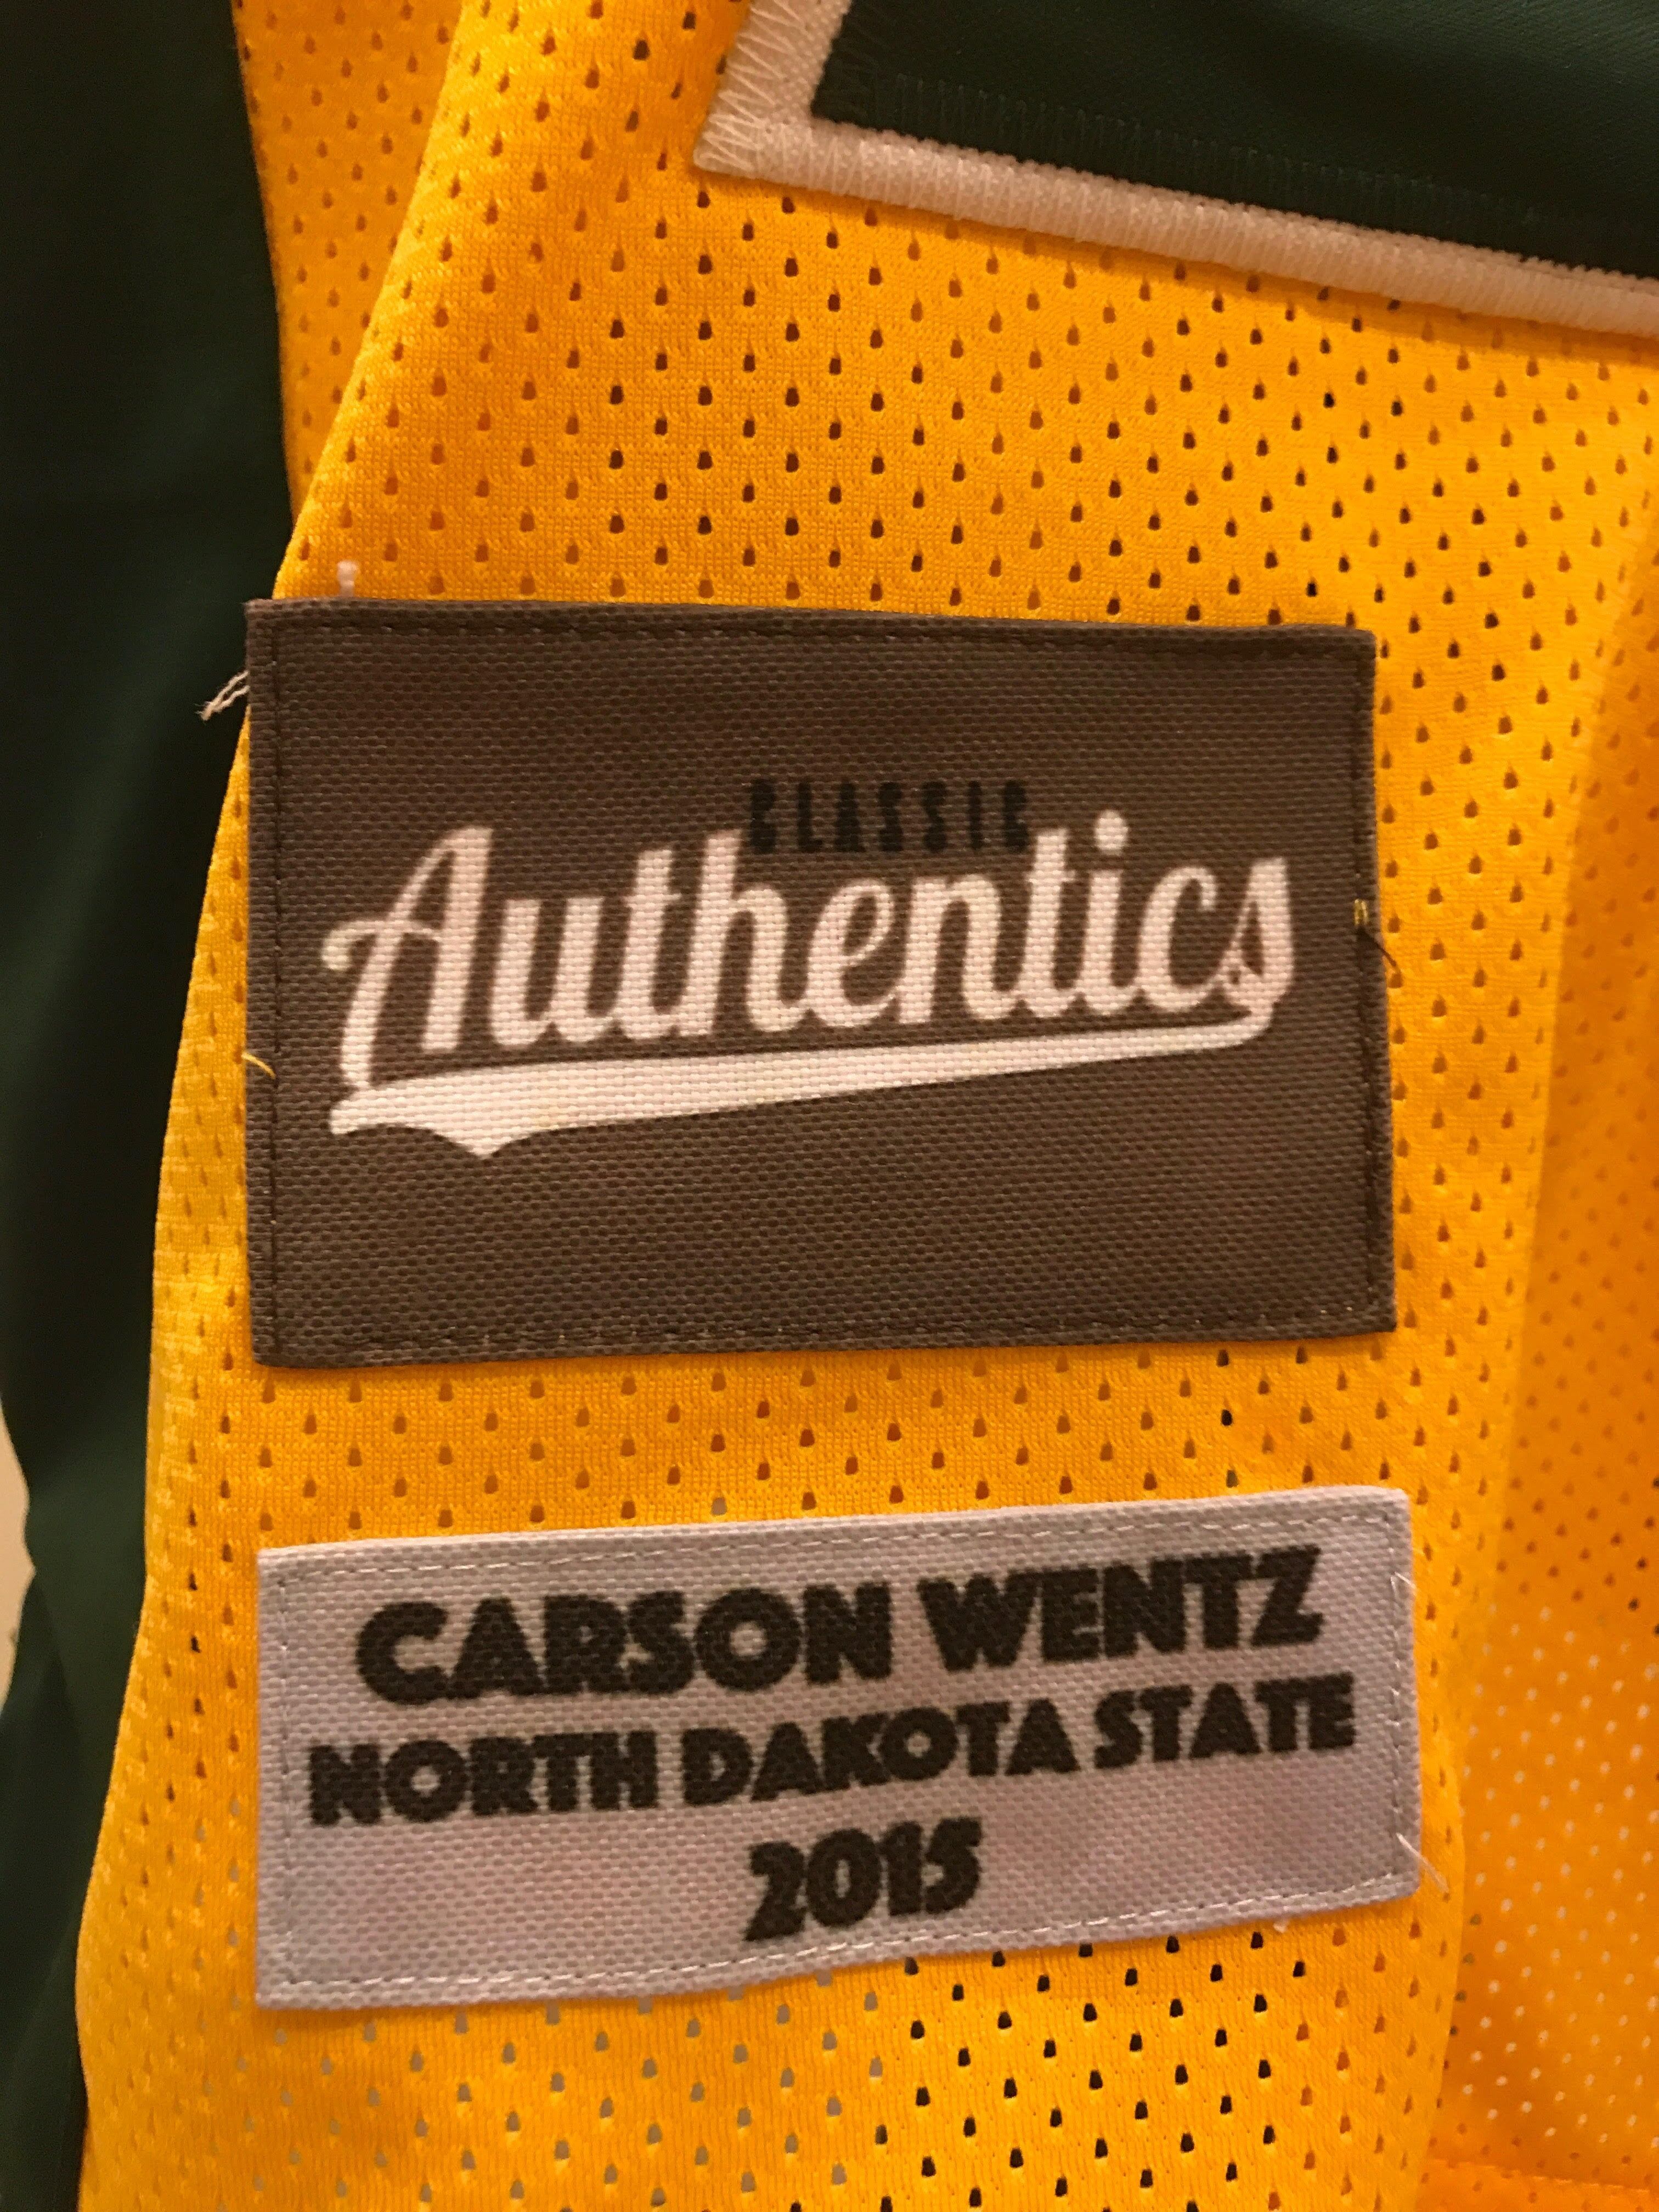 CLASSIC
Authentics
CARSON WENTZ
NORTH DAKOTA STATE
2015